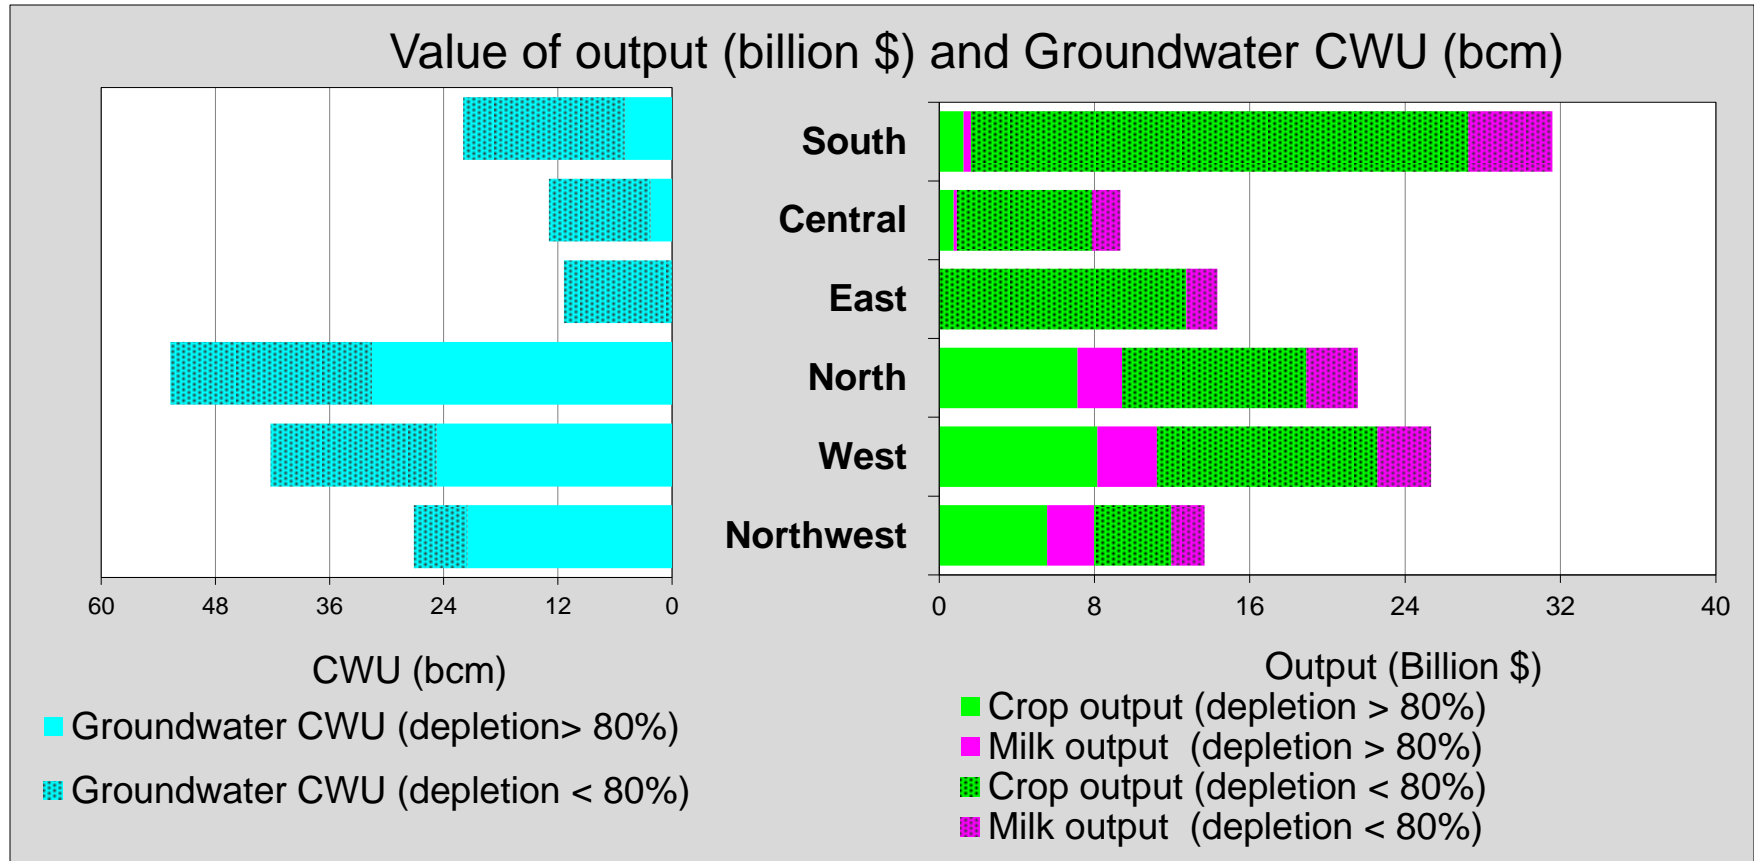 Value of output (billion $) and Groundwater CWU (bcm)
South
Central
East
North
West
Northwest
60 48 36 24 12 0
0 8 16 24 32 40
CWU (bcm)
Output (Billion $)
Groundwater CWU (depletion> 80%)
Groundwater CWU (depletion < 80%)
Crop output (depletion > 80%)
Milk output (depletion > 80%)
Crop output (depletion < 80%)
Milk output (depletion < 80%)